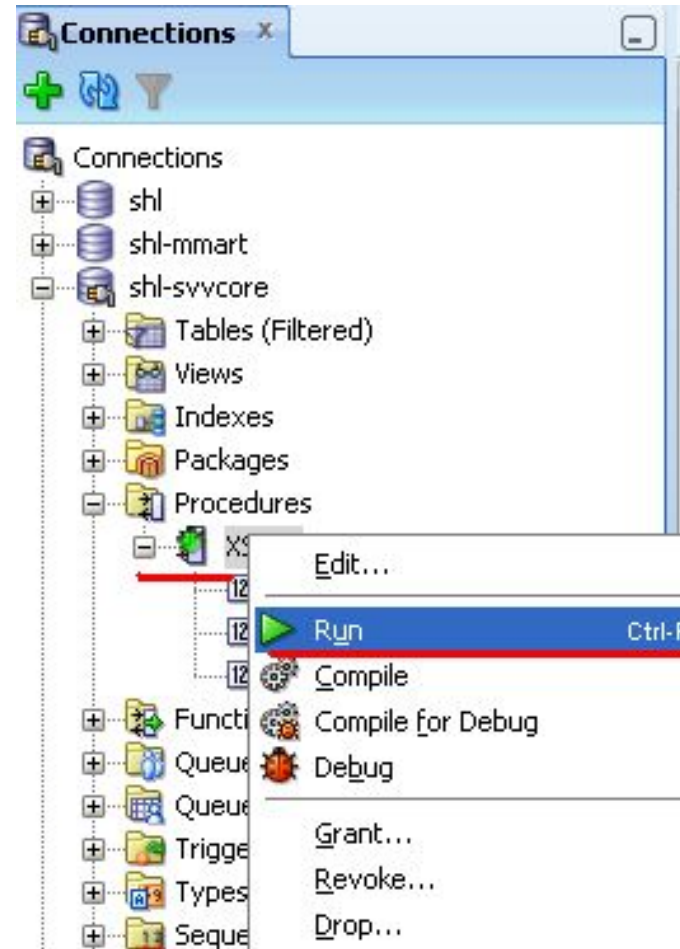 Connections
Connections
shl
shl-mmart
shl-svvcore
Tables (Filtered)
Views
Indexes
Packages
Procedures
Edit...
Run
Compile
Compile for Debug
Debug
Types
Grant...
Revoke...
Drop...